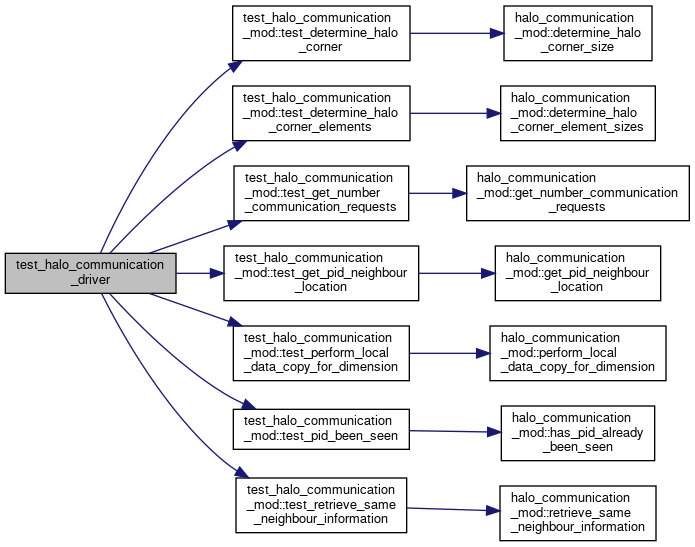 test_halo_communication
_mod::test_determine_halo
_corner
halo_communication
_mod::determine_halo
_corner_size
test_halo_communication
_mod::test_determine_halo
_corner_elements
halo_communication
_mod::determine_halo
_corner_element_sizes
test_halo_communication
_mod::test_get_number
_communication_requests
halo_communication
_mod::get_number_communication
_requests
test_halo_communication
_driver
test_halo_communication
_mod::test_get_pid_neighbour
_location
halo_communication
_mod::get_pid_neighbour
_location
test_halo_communication
_mod::test_perform_local
_data_copy_for_dimension
halo_communication
_mod::perform_local
_data_copy_for_dimension
test_halo_communication
_mod::test_pid_been_seen
halo_communication
_mod::has_pid_already
_been_seen
test_halo_communication
_mod::test_retrieve_same
_neighbour_information
halo_communication
_mod::retrieve_same
_neighbour_information